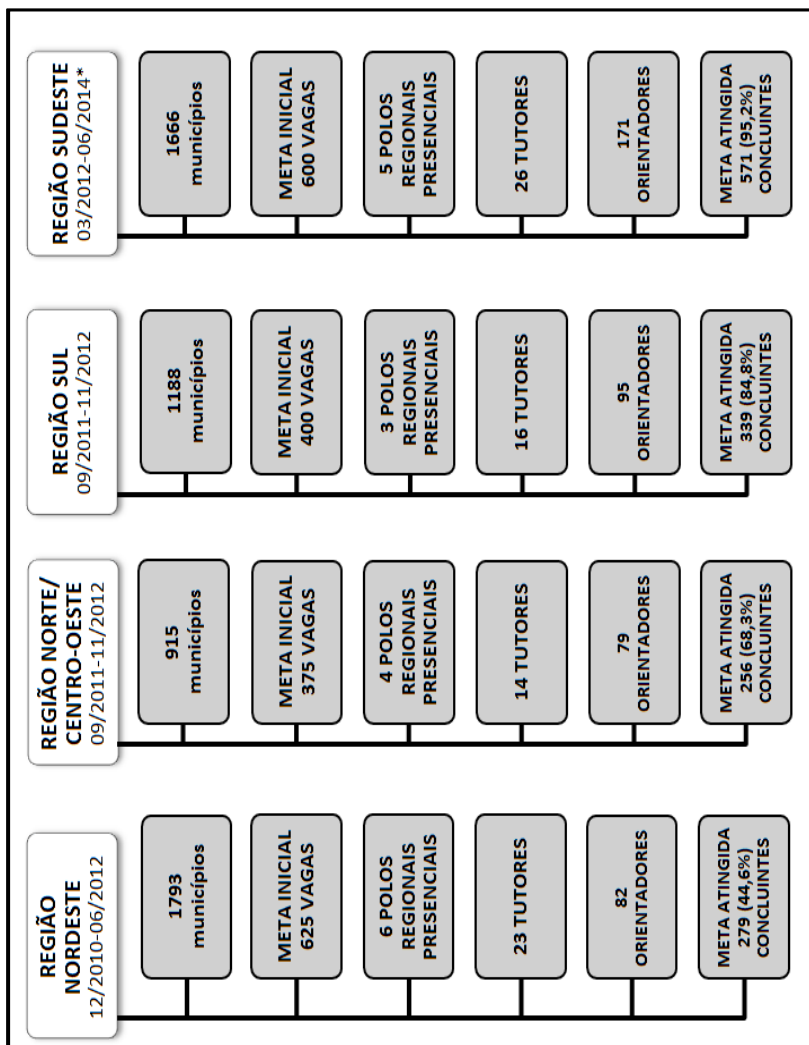 REGIÃO
NORDESTE
12/2010-06/2012
1793
municípios
META INICIAL
625 VAGAS
6 POLOS
REGIONAIS
PRESENCIAIS
23 TUTORES
82
ORIENTADORES
META ATINGIDA
279 (44,6%)
CONCLUINTES
REGIÃO NORTE/
CENTRO-OESTE
09/2011-11/2012
915
municípios
META INICIAL
375 VAGAS
4 POLOS
REGIONAIS
PRESENCIAIS
14 TUTORES
79
ORIENTADORES
META ATINGIDA
256 (68,3%)
CONCLUINTES
REGIÃO SUL
09/2011-11/2012
1188
municípios
META INICIAL
400 VAGAS
3 POLOS
REGIONAIS
PRESENCIAIS
16 TUTORES
95
ORIENTADORES
META ATINGIDA
339 (84,8%)
CONCLUINTES
REGIÃO SUDESTE
03/2012-06/2014*
1666
municípios
META INICIAL
600 VAGAS
5 POLOS
REGIONAIS
PRESENCIAIS
26 TUTORES
171
ORIENTADORES
META ATINGIDA
571 (95,2%)
CONCLUINTES